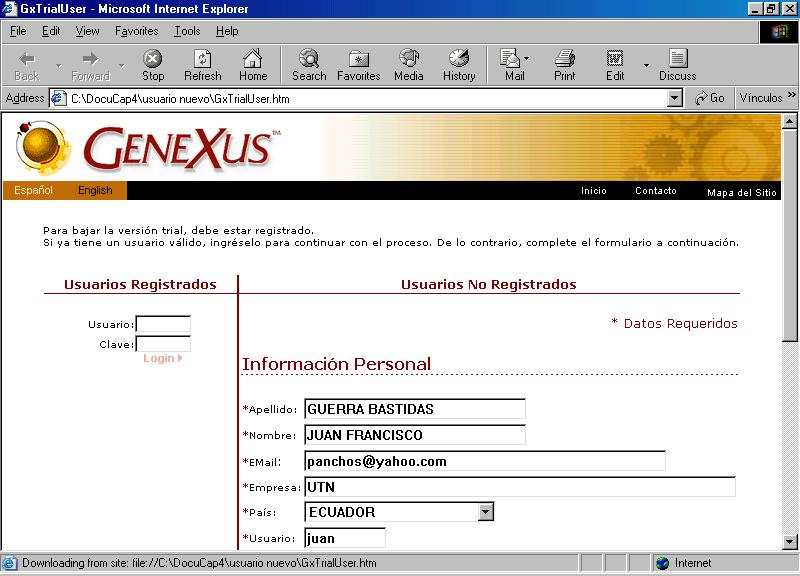 GxTrialUser - Microsoft Internet Explorer
File Edit View Favorites Tools Help
Back Forward Stop Refresh Home Search Favorites Media History Mail Print Edit Discuss
Address C:\DocuCap4\usuario nuevo\GxTrialUser.htm Go Vínculos »
GENEXUS™
Español English Inicio Contacto Mapa del Sitio
Para bajar la versión trial, debe estar registrado.
Si ya tiene un usuario válido, ingréselo para continuar con el proceso. De lo contrario, complete el formulario a continuación.
Usuarios Registrados Usuarios No Registrados
* Datos Requeridos
Usuario:
Clave:
Login
Información Personal
*Apellido: GUERRA BASTIDAS
*Nombre: JUAN FRANCISCO
*EMail: panchos@yahoo.com
*Empresa: UTN
*País: ECUADOR
*Usuario: juan
Downloading from site: file://C:\DocuCap4\usuario nuevo\GxTrialUser.htm Internet